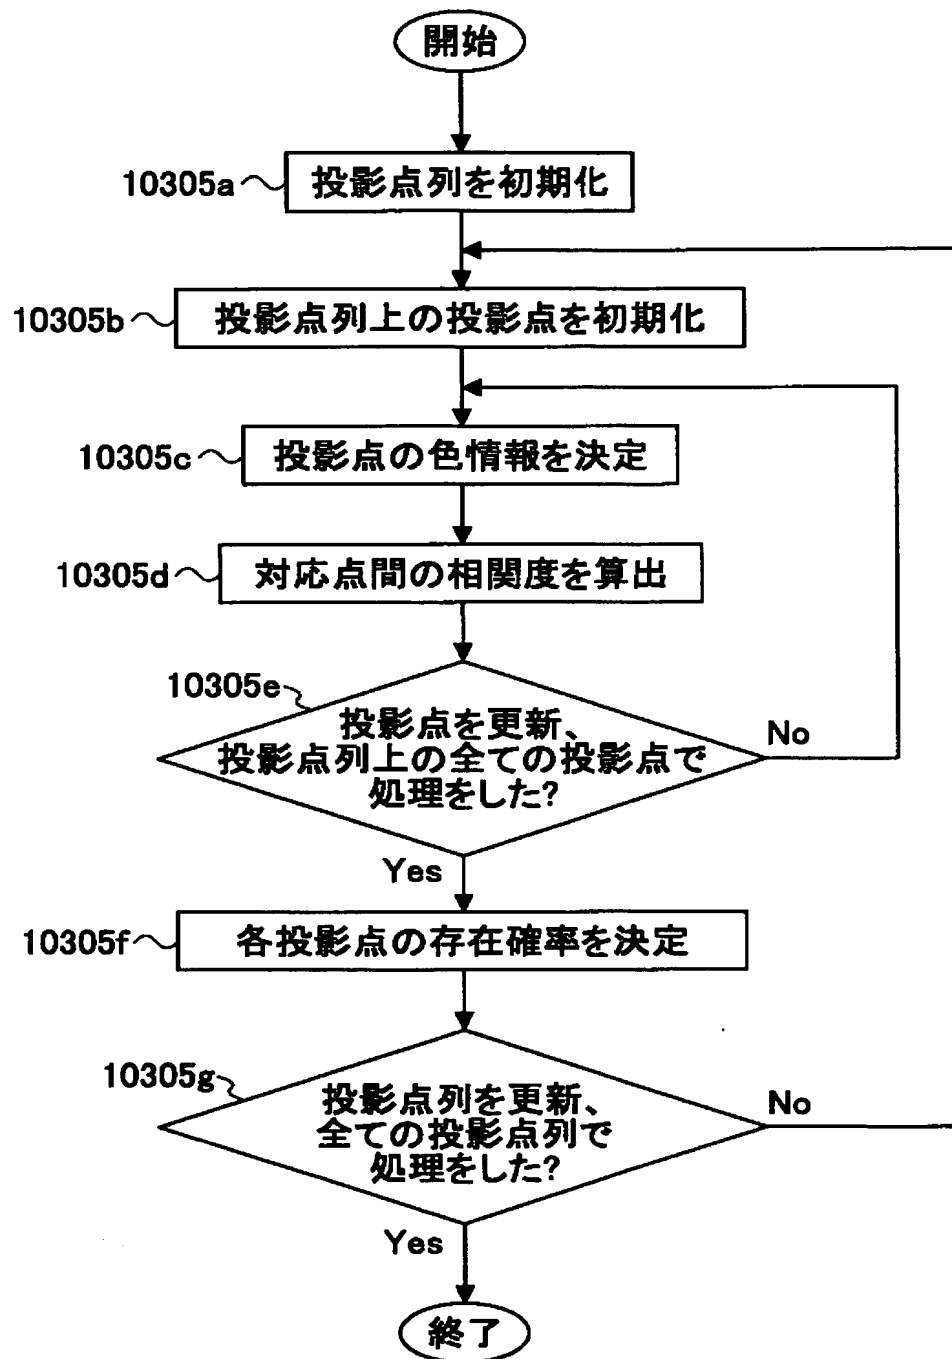 開始
10305a
投影点列を初期化
10305b
投影点列上の投影点を初期化
10305c
投影点の色情報を決定
10305d
対応点間の相関度を算出
10305e
投影点を更新、
投影点列上の全ての投影点で
処理をした?
No
Yes
10305f
各投影点の存在確率を決定
10305g
投影点列を更新、
全ての投影点列で
処理をした?
No
Yes
終了